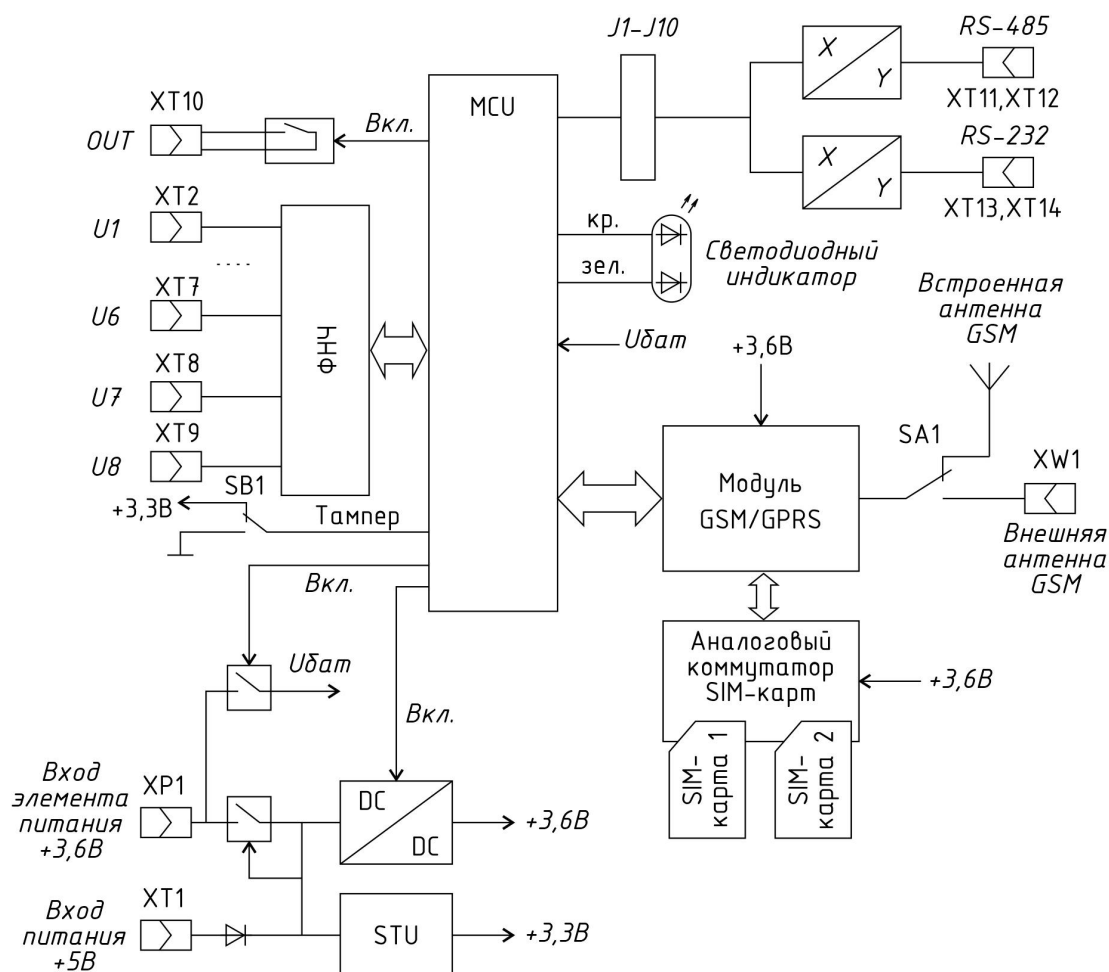 J1-J10
RS-485
X
Y
XT11,XT12
RS-232
X
Y
XT13,XT14
MCU
XT10
OUT
Вкл.
XT2
U1
....
XT7
U6
XT8
U7
XT9
U8
ФНЧ
кр.
зел.
Светодиодный
индикатор
Uбат
+3,6В
Встроенная
антенна
GSM
SA1
XW1
Внешняя
антенна
GSM
Модуль
GSM/GPRS
SB1
+3,3В
Тампер
Вкл.
Аналоговый
коммутатор
SIM-карт
+3,6В
SIM-
карта 1
SIM-
карта 2
Uбат
Вкл.
Вход
элемента
питания
+3,6В
XP1
DC
DC
+3,6В
XT1
Вход
питания
+5В
STU
+3,3В